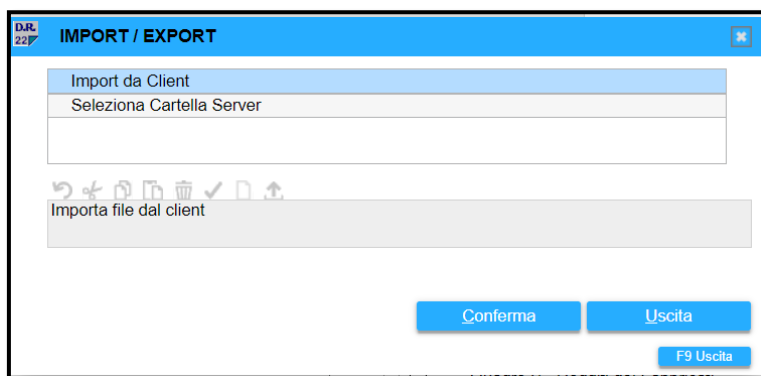 D.R.
22
IMPORT / EXPORT
Import da Client
Seleziona Cartella Server
Importa file dal client
Conferma
Uscita
F9 Uscita